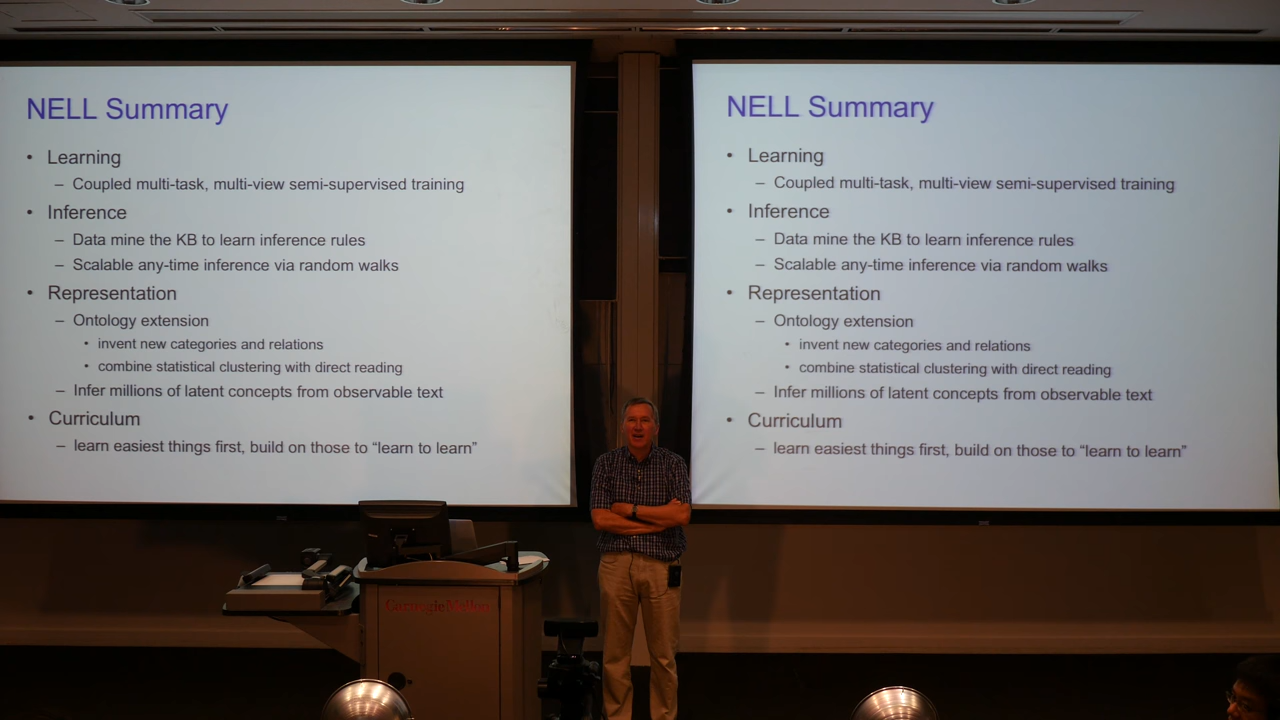 NELL Summary
• Learning
– Coupled multi-task, multi-view semi-supervised training
• Inference
– Data mine the KB to learn inference rules
– Scalable any-time inference via random walks
• Representation
– Ontology extension
• invent new categories and relations
• combine statistical clustering with direct reading
– Infer millions of latent concepts from observable text
• Curriculum
– learn easiest things first, build on those to “learn to learn”
NELL Summary
• Learning
– Coupled multi-task, multi-view semi-supervised training
• Inference
– Data mine the KB to learn inference rules
– Scalable any-time inference via random walks
• Representation
– Ontology extension
• invent new categories and relations
• combine statistical clustering with direct reading
– Infer millions of latent concepts from observable text
• Curriculum
– learn easiest things first, build on those to “learn to learn”
Carnegie Mellon